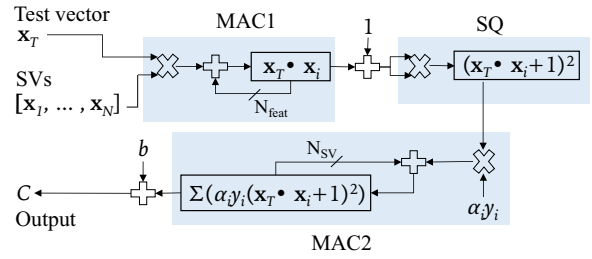 Test vector
x_T
MAC1
1
SQ
SVs
[x_1, ... , x_N]
x_T • x_i
(x_T • x_i+1)^2
N_feat
b
N_SV
C
Σ(α_i y_i(x_T • x_i+1)^2)
α_i y_i
Output
MAC2